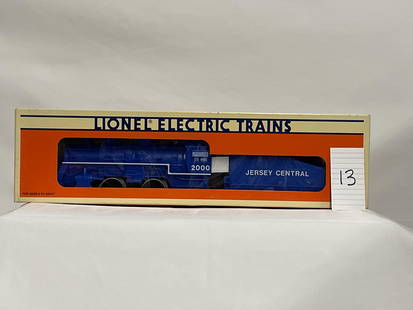 LIONEL ELECTRIC TRAINS
2000
JERSEY CENTRAL
13